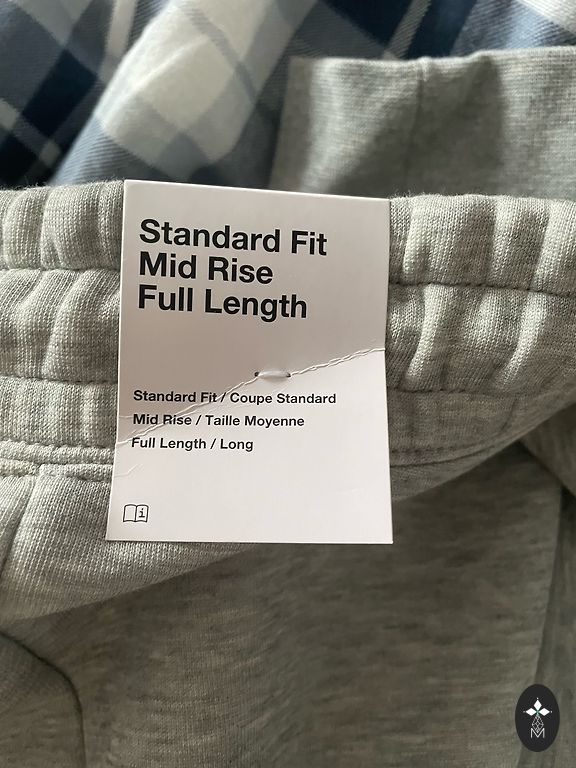 Standard Fit
Mid Rise
Full Length
Standard Fit / Coupe Standard
Mid Rise / Taille Moyenne
Full Length / Long
i
M